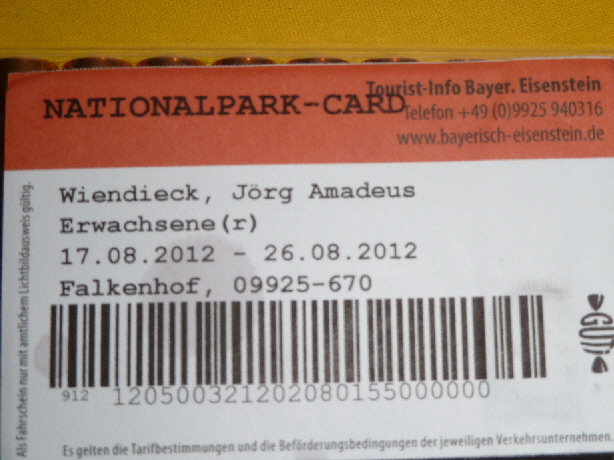 Tourist-Info Bayer. Eisenstein
NATIONALPARK-CARD
Telefon +49 (0)9925 940316
www.bayerisch-eisenstein.de
Wiendieck, Jörg Amadeus
Erwachsene(r)
17.08.2012 - 26.08.2012
Falkenhof, 09925-670
912 1205003212020801550000000
GUTi
Als Fahrschein nur mit amtlichem Lichtbildausweis gültig.
Es gelten die Tarifbestimmungen und die Beförderungsbedingungen der jeweiligen Verkehrsunternehmen.